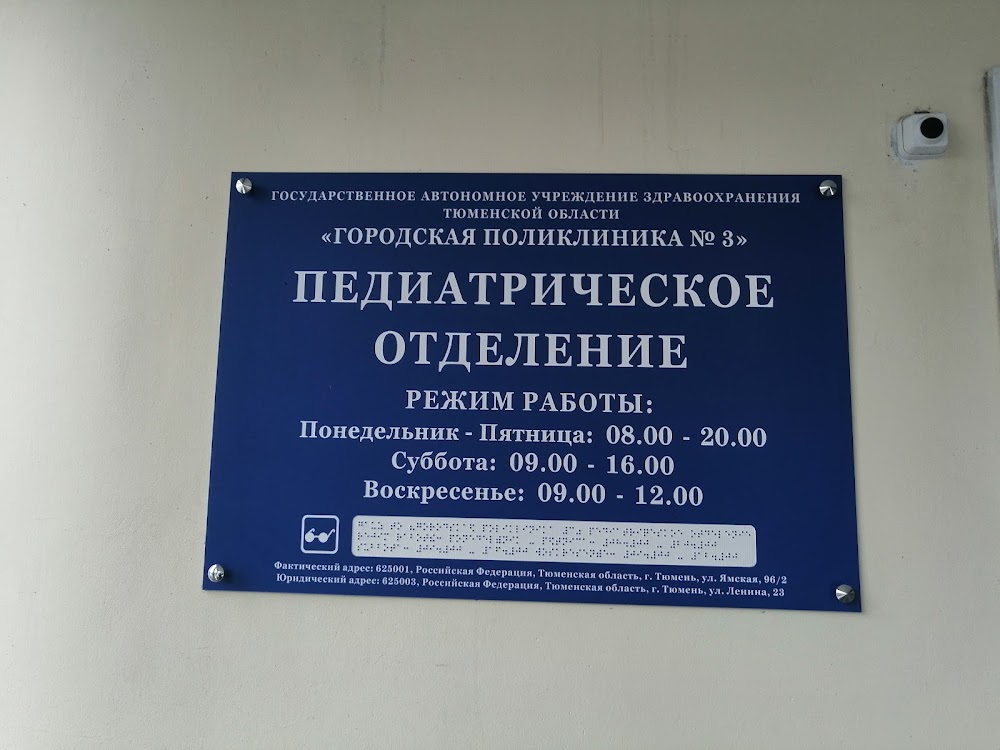 ГОСУДАРСТВЕННОЕ АВТОНОМНОЕ УЧРЕЖДЕНИЕ ЗДРАВООХРАНЕНИЯ
ТЮМЕНСКОЙ ОБЛАСТИ
«ГОРОДСКАЯ ПОЛИКЛИНИКА № 3»
ПЕДИАТРИЧЕСКОЕ
ОТДЕЛЕНИЕ
РЕЖИМ РАБОТЫ:
Понедельник - Пятница: 08.00 - 20.00
Суббота: 09.00 - 16.00
Воскресенье: 09.00 - 12.00
Фактический адрес: 625001, Российская Федерация, Тюменская область, г. Тюмень, ул. Ямская, 96/2
Юридический адрес: 625003, Российская Федерация, Тюменская область, г. Тюмень, ул. Ленина, 23